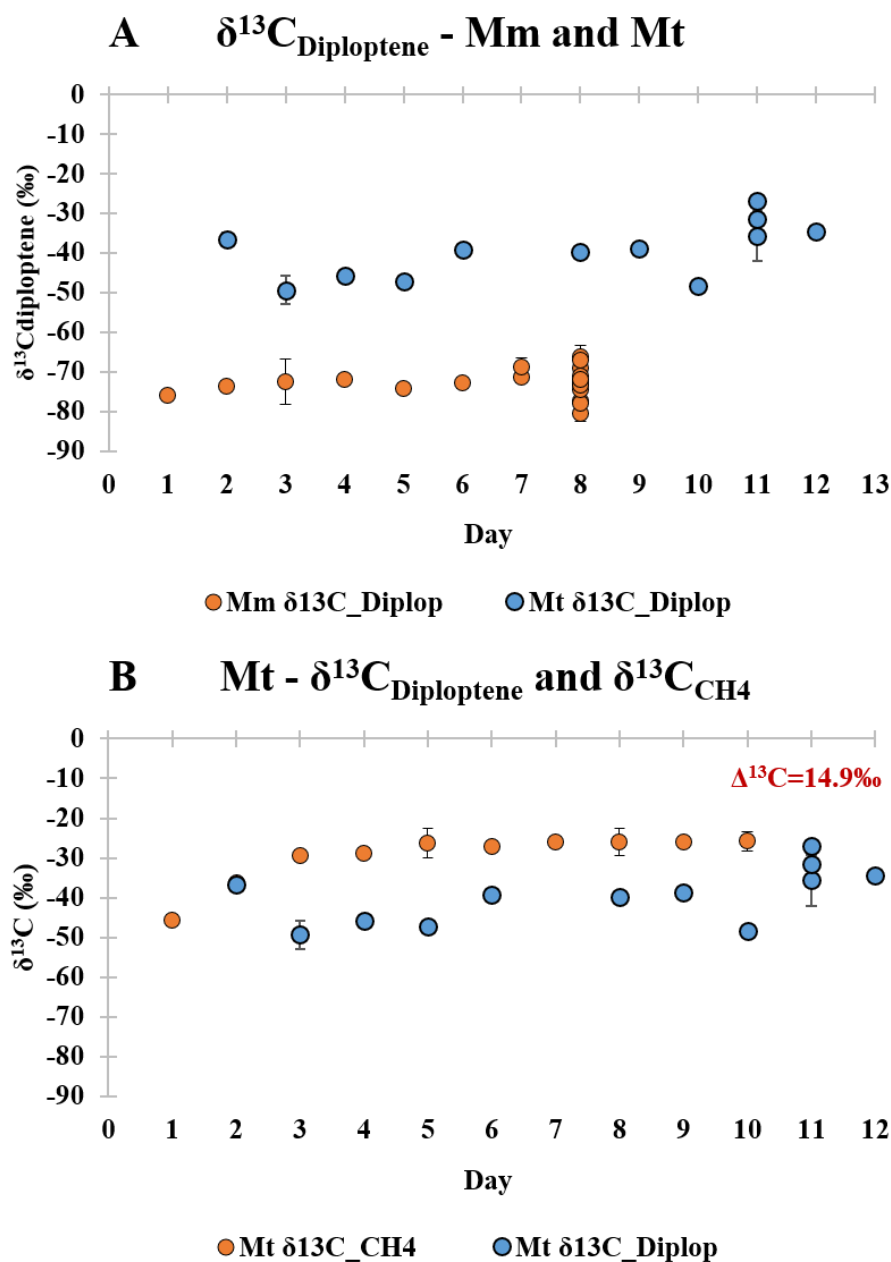 A δ¹³C_Diploptene - Mm and Mt
0
-10
-20
-30
-40
-50
-60
-70
-80
-90
δ¹³Cdiploptene (‰)
0 1 2 3 4 5 6 7 8 9 10 11 12 13
Day
Mm δ13C_Diplop Mt δ13C_Diplop
B Mt - δ¹³C_Diploptene and δ¹³C_CH4
0
-10
-20
-30
-40
-50
-60
-70
-80
-90
δ¹³C (‰)
Δ¹³C=14.9‰
0 1 2 3 4 5 6 7 8 9 10 11 12
Day
Mt δ13C_CH4 Mt δ13C_Diplop